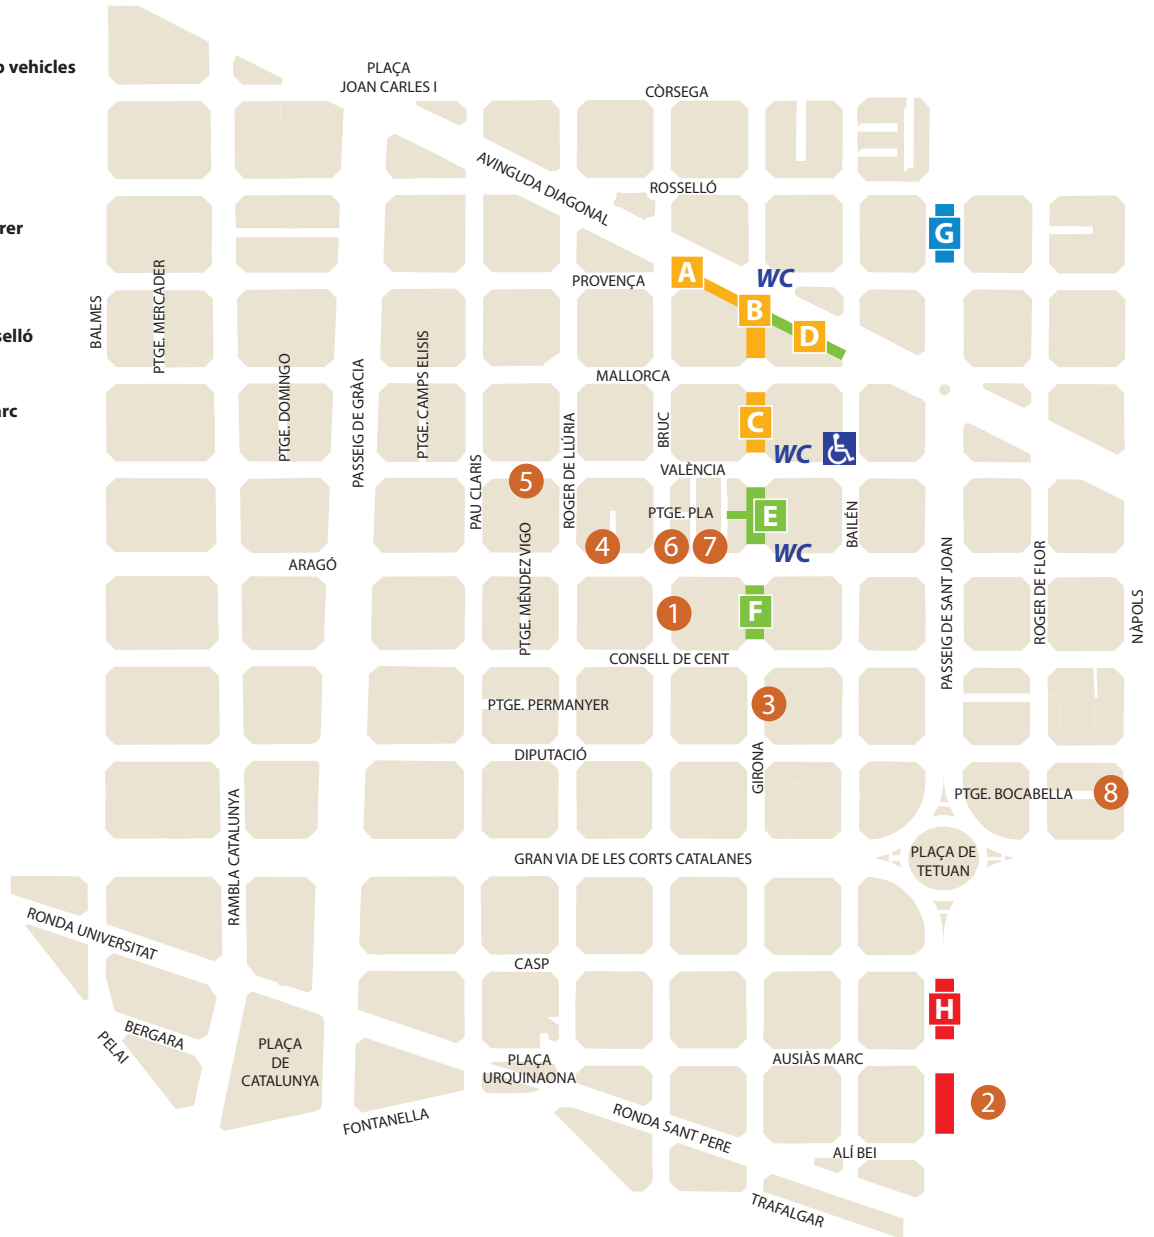 vehicles
PLAÇA
JOAN CARLES I
CÒRSEGA
AVINGUDA DIAGONAL
ROSSELLÓ
G
A
WC
PROVENÇA
B
D
BALMES
PTGE. MERCADER
PTGE. DOMINGO
PASSEIG DE GRÀCIA
PTGE. CAMPS ELISIS
MALLORCA
C
WC
BRUC
ROGER DE LLÚRIA
PAU CLARIS
VALÈNCIA
5
PTGE. PLA
E
4
6
7
WC
BAILÉN
ARAGÓ
PTGE. MÉNDEZ VIGO
1
F
PASSEIG DE SANT JOAN
ROGER DE FLOR
NÀPOLS
CONSELL DE CENT
PTGE. PERMANYER
3
DIPUTACIÓ
GIRONA
PTGE. BOCABELLA
8
RAMBLA CATALUNYA
GRAN VIA DE LES CORTS CATALANES
PLAÇA DE
TETUAN
RONDA UNIVERSITAT
CASP
H
BERGARA
PELAI
PLAÇA
DE
CATALUNYA
PLAÇA
URQUINAONA
AUSIÀS MARC
2
FONTANELLA
RONDA SANT PERE
ALÍ BEI
TRAFALGAR